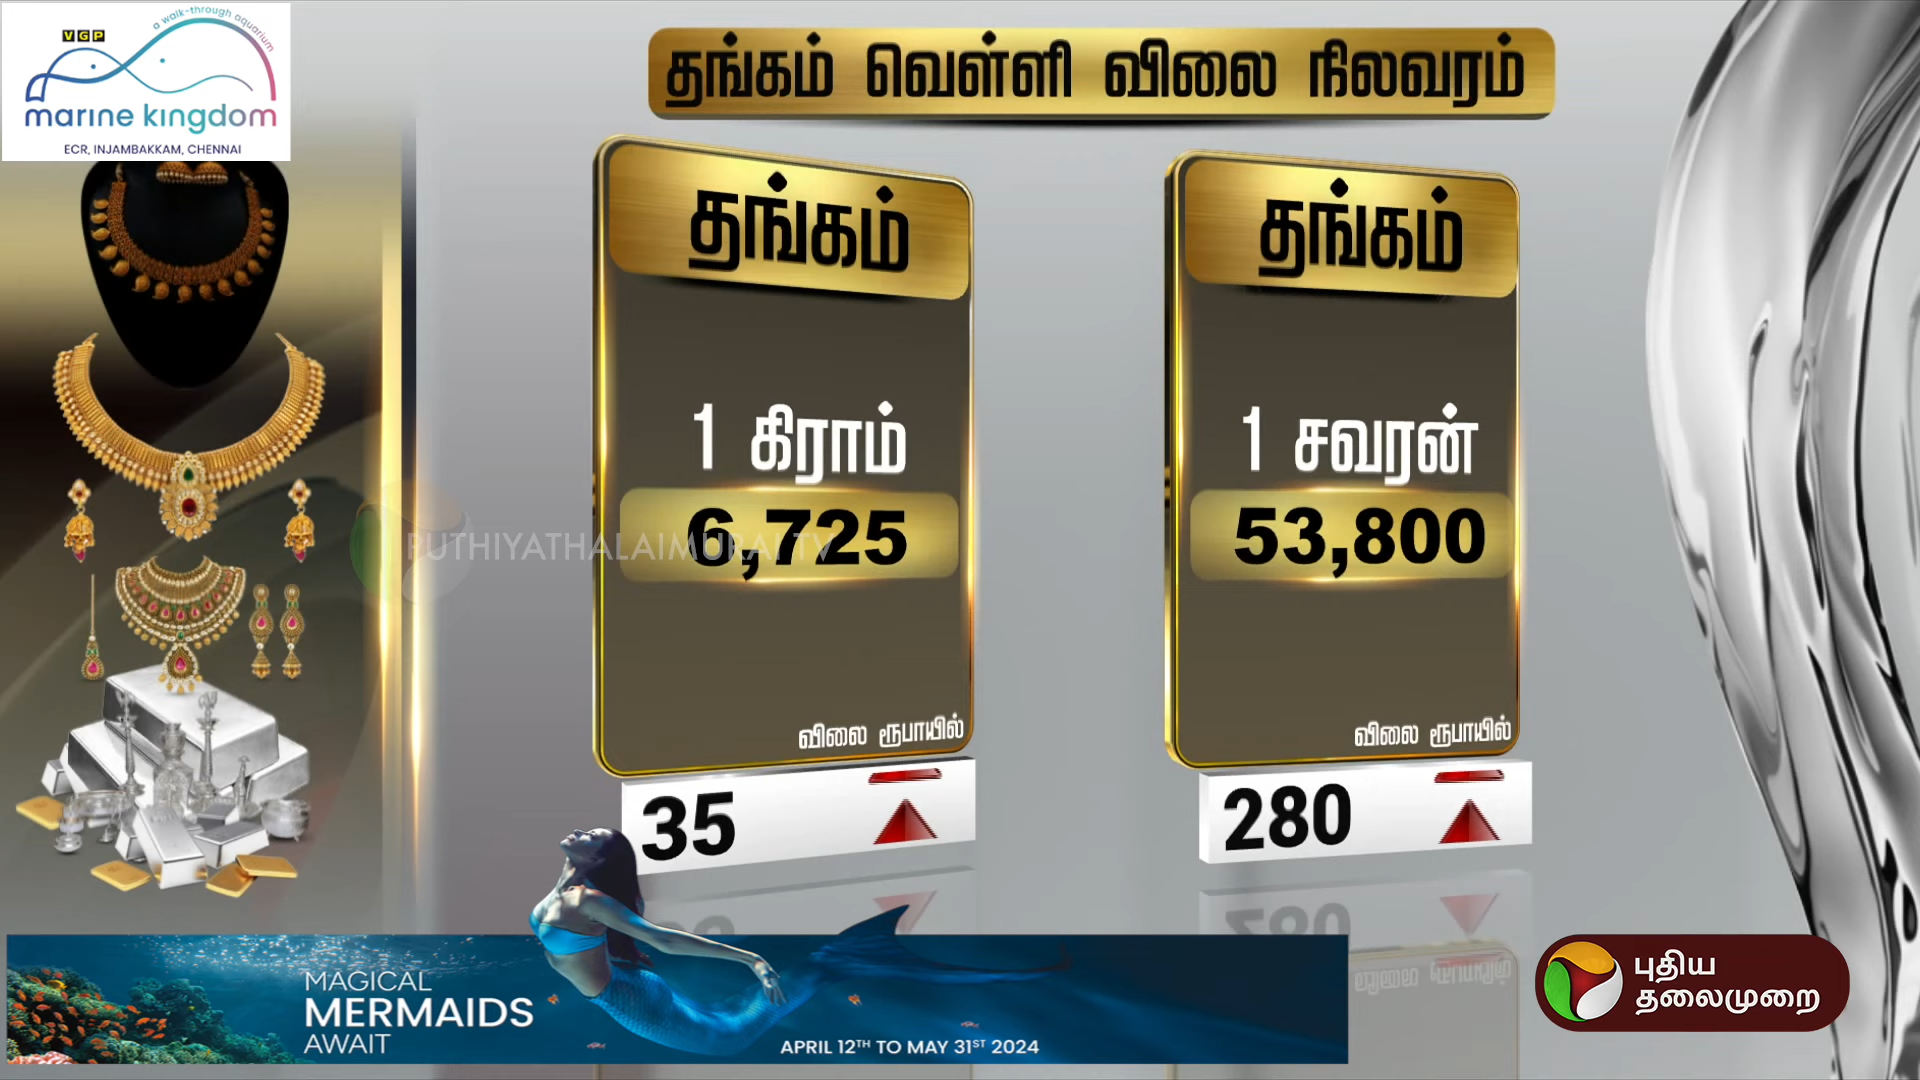 VGP
a walk-through aquarium
marine kingdom
ECR, INJAMBAKKAM, CHENNAI
தங்கம் வெள்ளி விலை நிலவரம்
தங்கம்
1 கிராம்
6,725
விலை ரூபாயில்
35
தங்கம்
1 சவரன்
53,800
விலை ரூபாயில்
280
PUTHIYATHALAIMURAI TV
MAGICAL
MERMAIDS
AWAIT
APRIL 12TH TO MAY 31ST 2024
புதிய
தலைமுறை